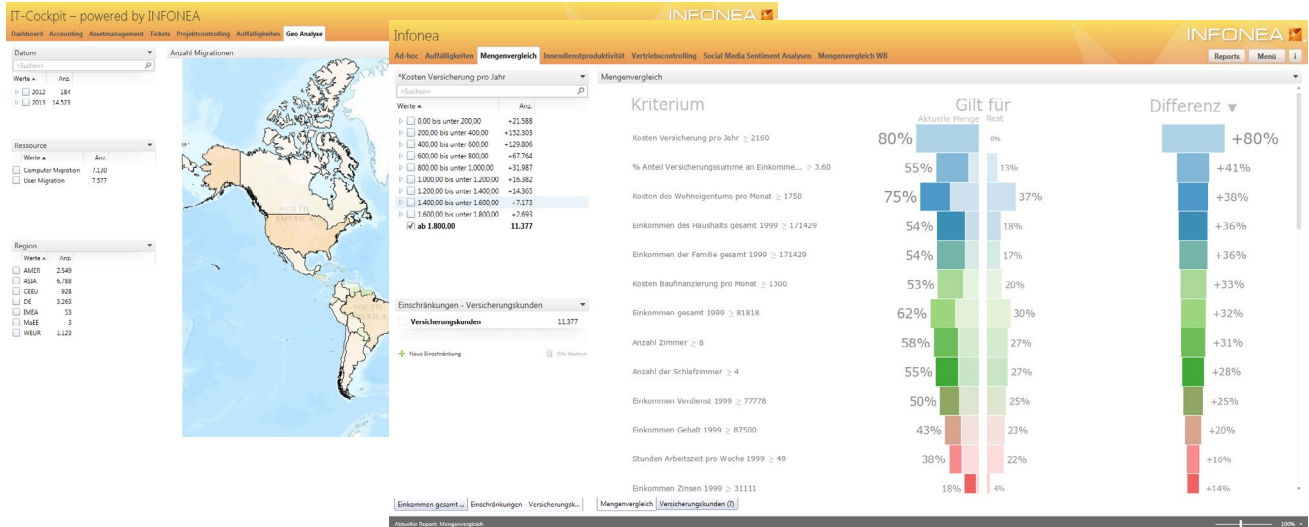 IT-Cockpit – powered by INFONEA
INFONEA
Dashboard Accounting Assetmanagement Tickets Projektcontrolling Auffälligkeiten Geo Analyse
Datum
<Suchen>
Werte Anz.
2012 184
2013 14.523
Ressource
Werte Anz.
Computer Migration 7.130
User Migration 7.577
Region
Werte Anz.
AMER 2.549
ASIA 6.788
CEEU 928
DE 3.263
IMEA 53
MaEE 3
WEUR 1.123
Anzahl Migrationen
NORTH AMERICA
SOUTH AMERICA
Infonea
INFONEA
Ad-hoc Auffälligkeiten Mengenvergleich Innendienstproduktivität Vertriebscontrolling Social Media Sentiment Analysen Mengenvergleich WB
Reports Menü i
*Kosten Versicherung pro Jahr
<Suchen>
Werte Anz.
0,00 bis unter 200,00 +21.588
200,00 bis unter 400,00 +152.303
400,00 bis unter 600,00 +129.806
600,00 bis unter 800,00 +67.764
800,00 bis unter 1.000,00 +31.987
1.000,00 bis unter 1.200,00 +16.382
1.200,00 bis unter 1.400,00 +14.365
1.400,00 bis unter 1.600,00 +7.173
1.600,00 bis unter 1.800,00 +2.693
ab 1.800,00 11.377
Einschränkungen - Versicherungskunden
Versicherungskunden 11.377
Neue Einschränkung Alle löschen
Mengenvergleich
Kriterium Gilt für Differenz
Aktuelle Menge Rest
Kosten Versicherung pro Jahr ≥ 2160 80% 0% +80%
% Anteil Versicherungssumme an Einkomme... > 3.60 55% 13% +41%
Kosten des Wohneigentums pro Monat ≥ 1750 75% 37% +38%
Einkommen des Haushalts gesamt 1999 ≥ 171429 54% 18% +36%
Einkommen der Familie gesamt 1999 ≥ 171429 54% 17% +36%
Kosten Baufinanzierung pro Monat ≥ 1300 53% 20% +33%
Einkommen gesamt 1999 ≥ 81818 62% 30% +32%
Anzahl Zimmer ≥ 8 58% 27% +31%
Anzahl der Schlafzimmer ≥ 4 55% 27% +28%
Einkommen Verdienst 1999 ≥ 77778 50% 25% +25%
Einkommen Gehalt 1999 ≥ 87500 43% 23% +20%
Stunden Arbeitszeit pro Woche 1999 ≥ 49 38% 22% +16%
Einkommen Zinsen 1999 ≥ 31111 18% 4% +14%
Einkommen gesamt ... Einschränkungen - Versicherungsk... Mengenvergleich Versicherungskunden (?)
Aktueller Report: Mengenvergleich 100%